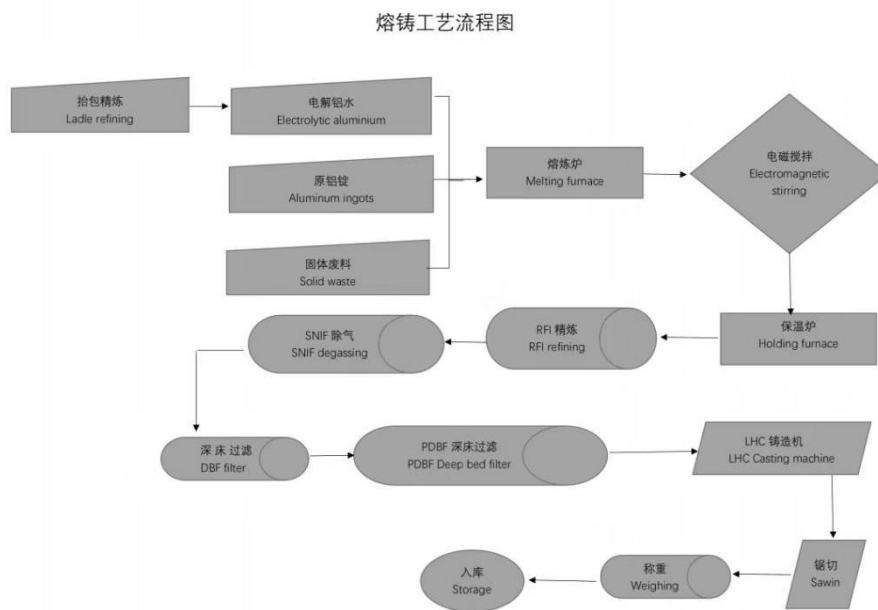 熔铸工艺流程图
抬包精炼
Ladle refining
电解铝水
Electrolytic aluminium
原铝锭
Aluminum ingots
固体废料
Solid waste
熔炼炉
Melting furnace
电磁搅拌
Electromagnetic
stirring
保温炉
Holding furnace
RFI 精炼
RFI refining
SNIF 除气
SNIF degassing
深 床 过滤
DBF filter
PDBF 深床过滤
PDBF Deep bed filter
LHC 铸造机
LHC Casting machine
锯切
Sawin
称重
Weighing
入库
Storage